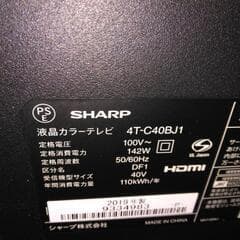 PS
E
SHARP
液晶カラーテレビ 4T-C40BJ1
定格電圧 100V~
定格消費電力 142W
定格周波数 50/60Hz
区分名 DF1
受信機型サイズ 40V
年間消費電力量 110kWh/年
HDMI
2019年製
9334983
シャープ株式会社 MADE IN CHINA